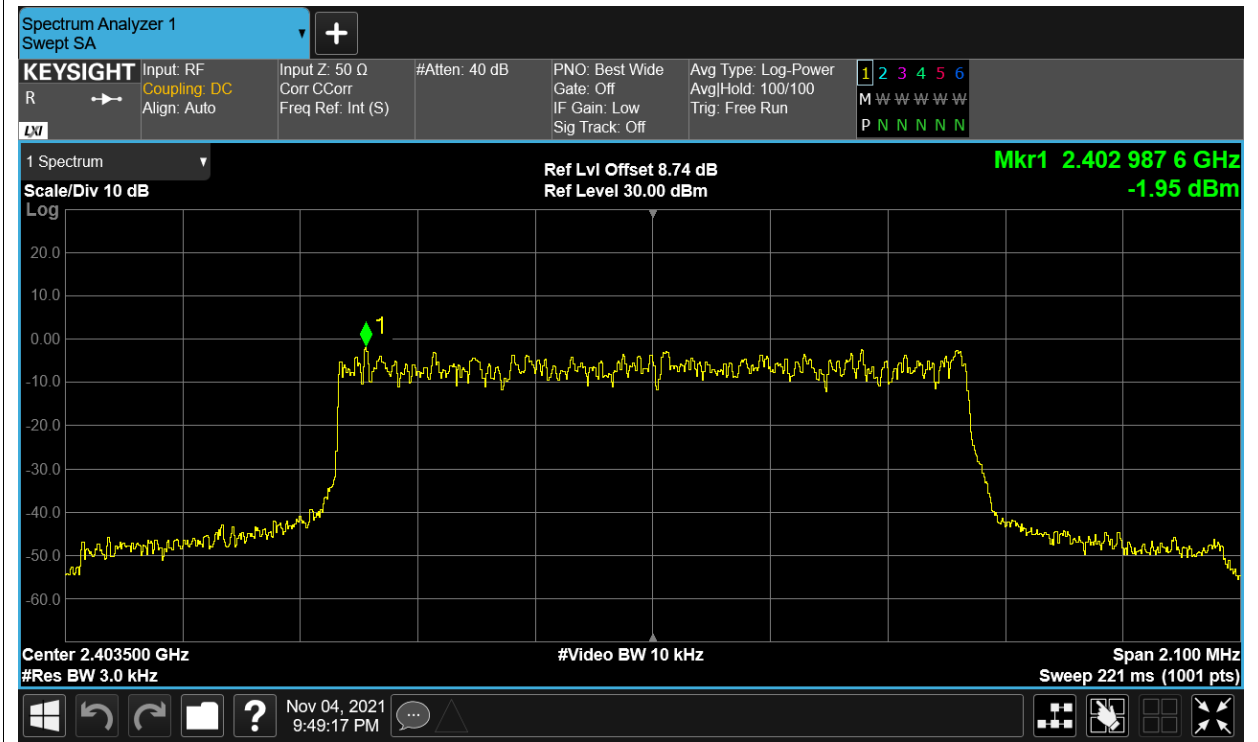 Spectrum Analyzer 1
Swept SA
+
KEYSIGHT
R
LXI
Input: RF
Coupling: DC
Align: Auto
Input Z: 50 Ω
Corr CCorr
Freq Ref: Int (S)
#Atten: 40 dB
PNO: Best Wide
Gate: Off
IF Gain: Low
Sig Track: Off
Avg Type: Log-Power
Avg|Hold: 100/100
Trig: Free Run
1 2 3 4 5 6
M W W W W W
P N N N N N
1 Spectrum
Scale/Div 10 dB
Log
Ref Lvl Offset 8.74 dB
Ref Level 30.00 dBm
Mkr1 2.402 987 6 GHz
-1.95 dBm
20.0
10.0
0.00
-10.0
-20.0
-30.0
-40.0
-50.0
-60.0
1
Center 2.403500 GHz
#Res BW 3.0 kHz
#Video BW 10 kHz
Span 2.100 MHz
Sweep 221 ms (1001 pts)
?
Nov 04, 2021
9:49:17 PM